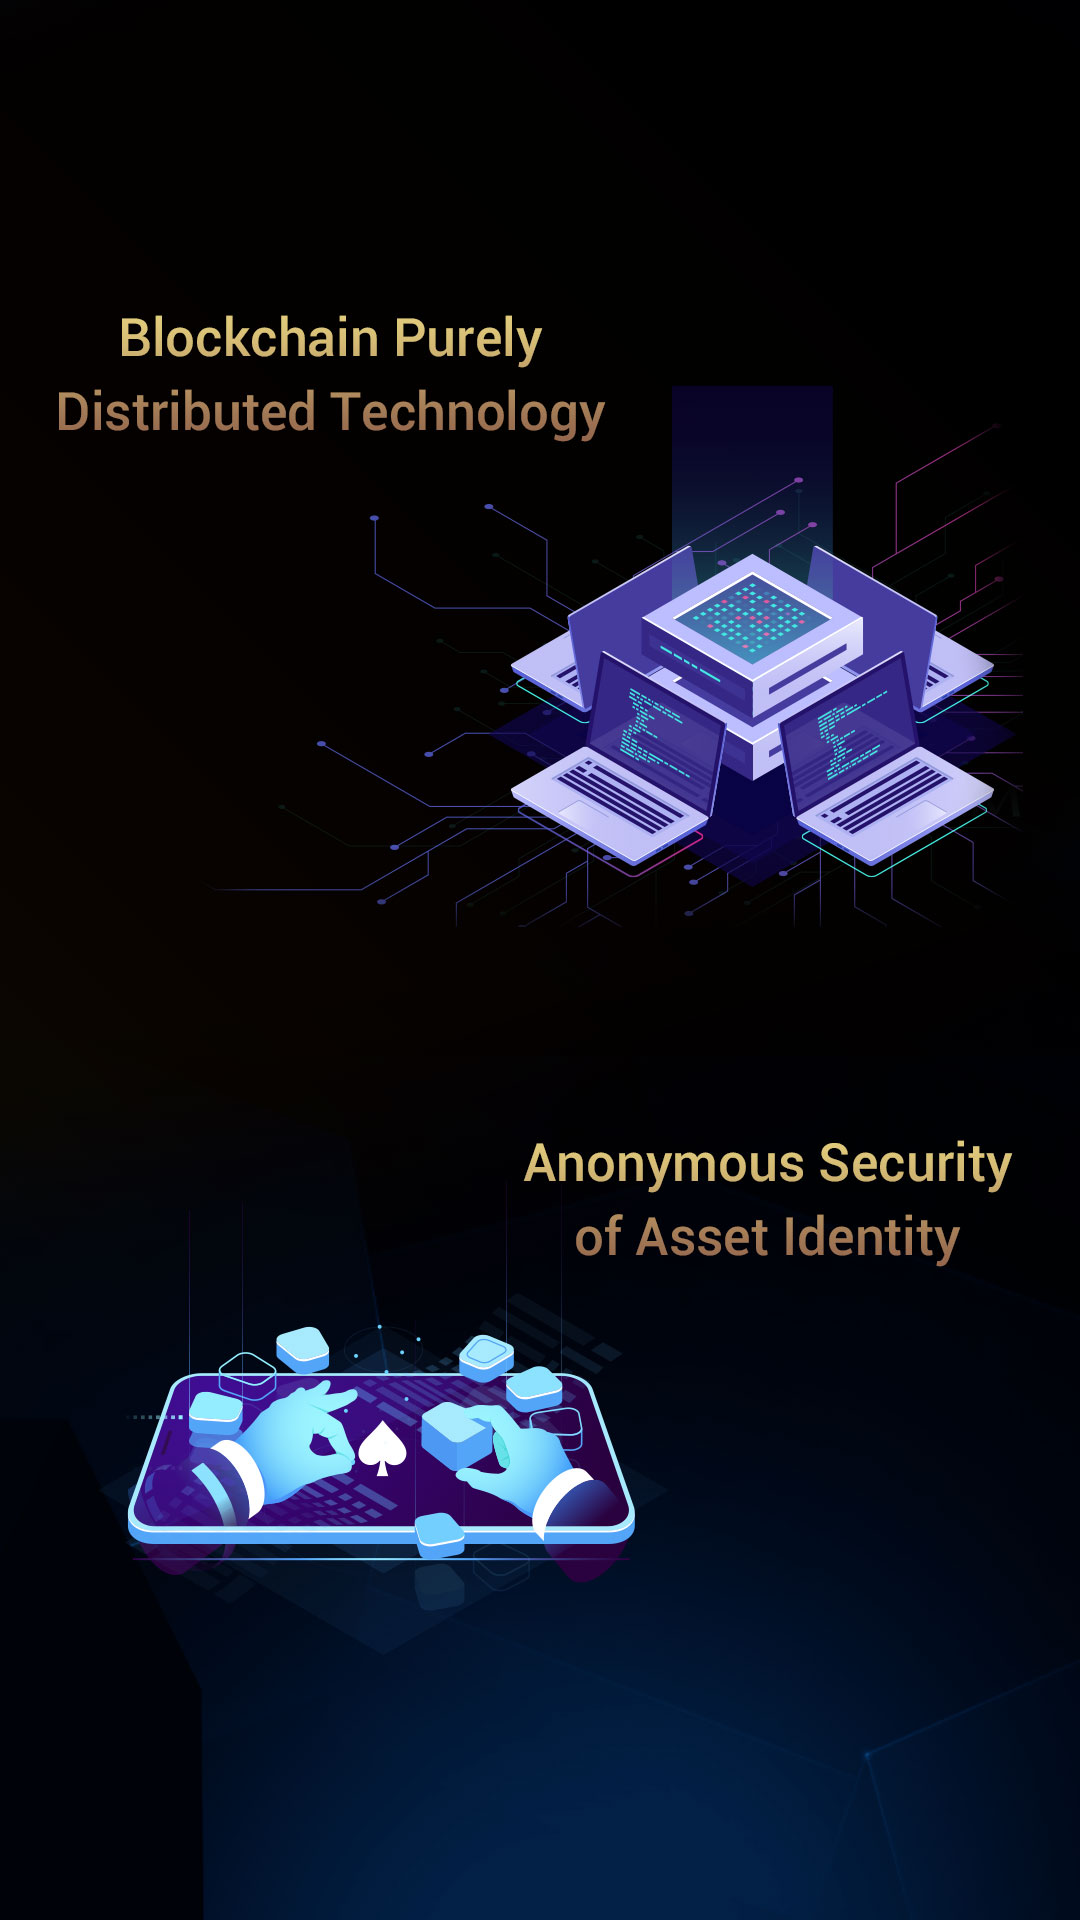 Blockchain Purely
Distributed Technology
Anonymous Security
of Asset Identity